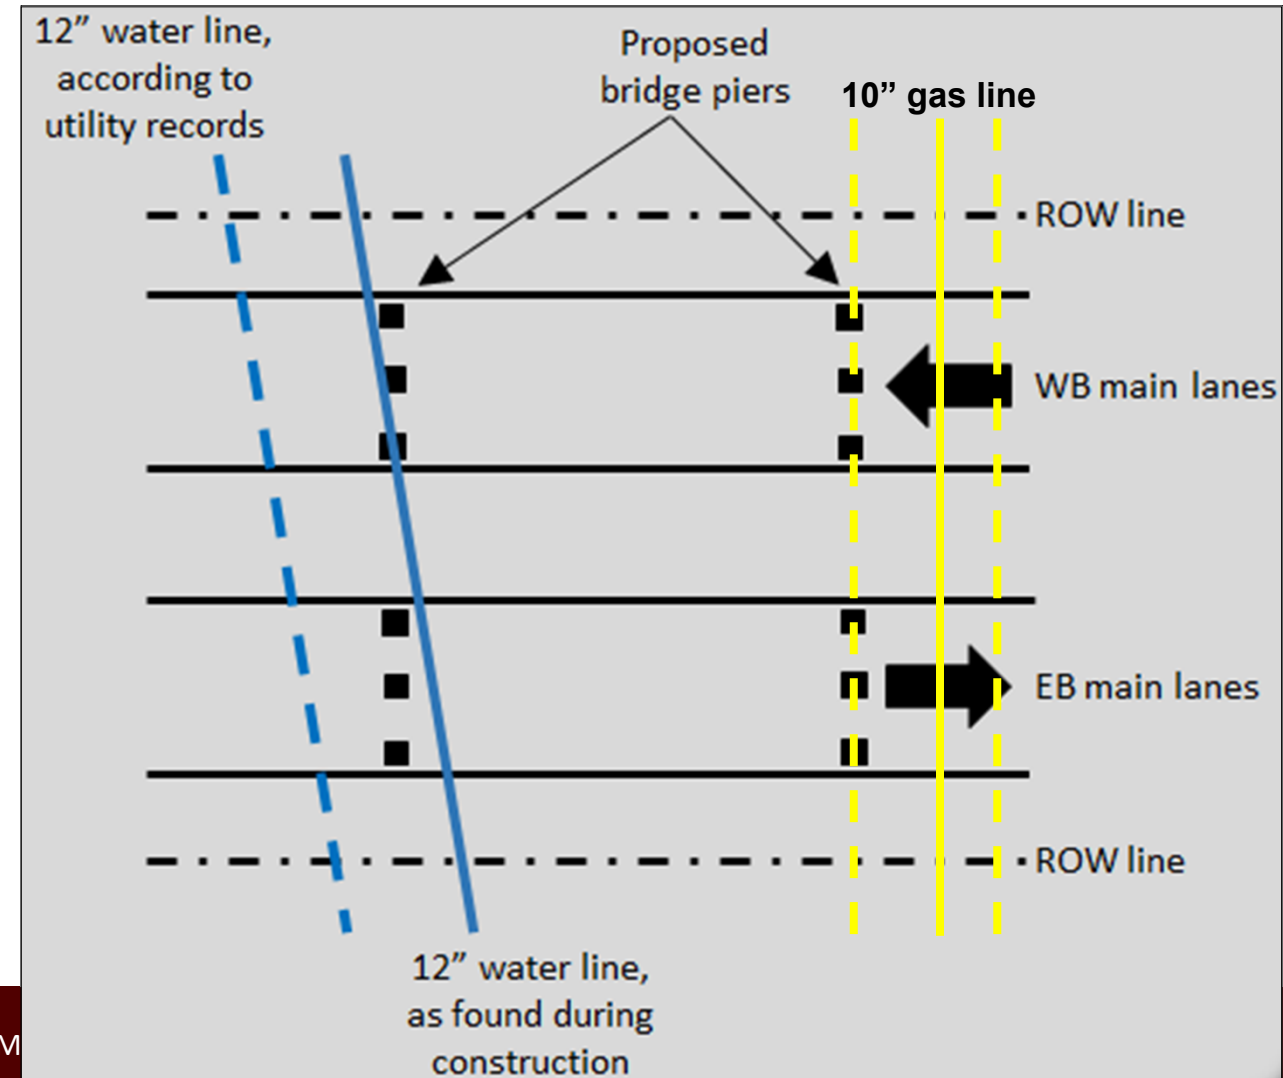 12” water line,
according to
utility records
Proposed
bridge piers
10” gas line
ROW line
WB main lanes
EB main lanes
ROW line
12” water line,
as found during
construction
M